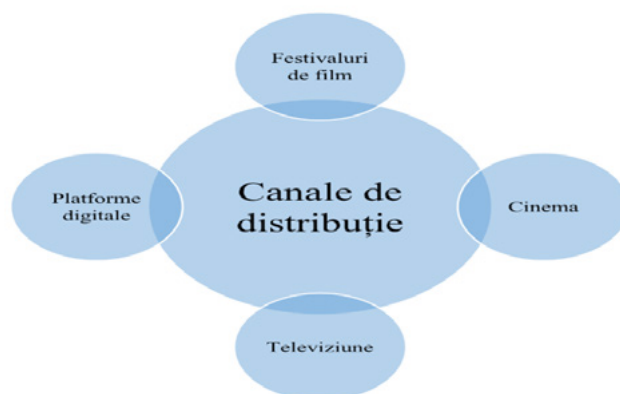 Festivaluri
de film
Platforme
digitale
Canale de
distribuție
Cinema
Televiziune